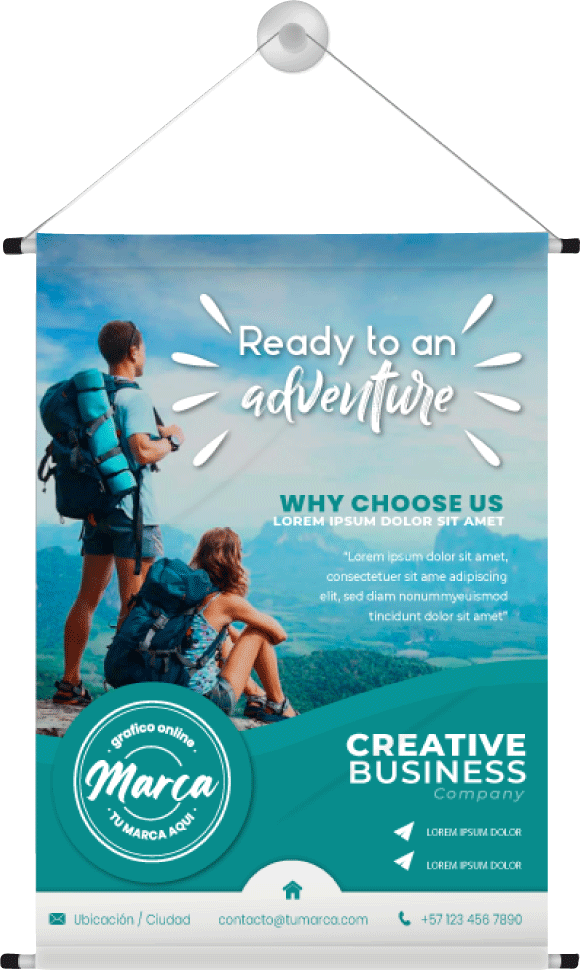 Ready to an
adventure
WHY CHOOSE US
LOREM IPSUM DOLOR SIT AMET
"Lorem ipsum dolor sit amet,
consectetuer sit ame adipiscing
elit, sed diam nonummyeuismod
tincidunt dolor sit amet"
· grafico online ·
Marca
· TU MARCA AQUI ·
CREATIVE
BUSINESS
Company
LOREM IPSUM DOLOR
LOREM IPSUM DOLOR
Ubicación / Ciudad
contacto@tumarca.com
+57 123 456 7890